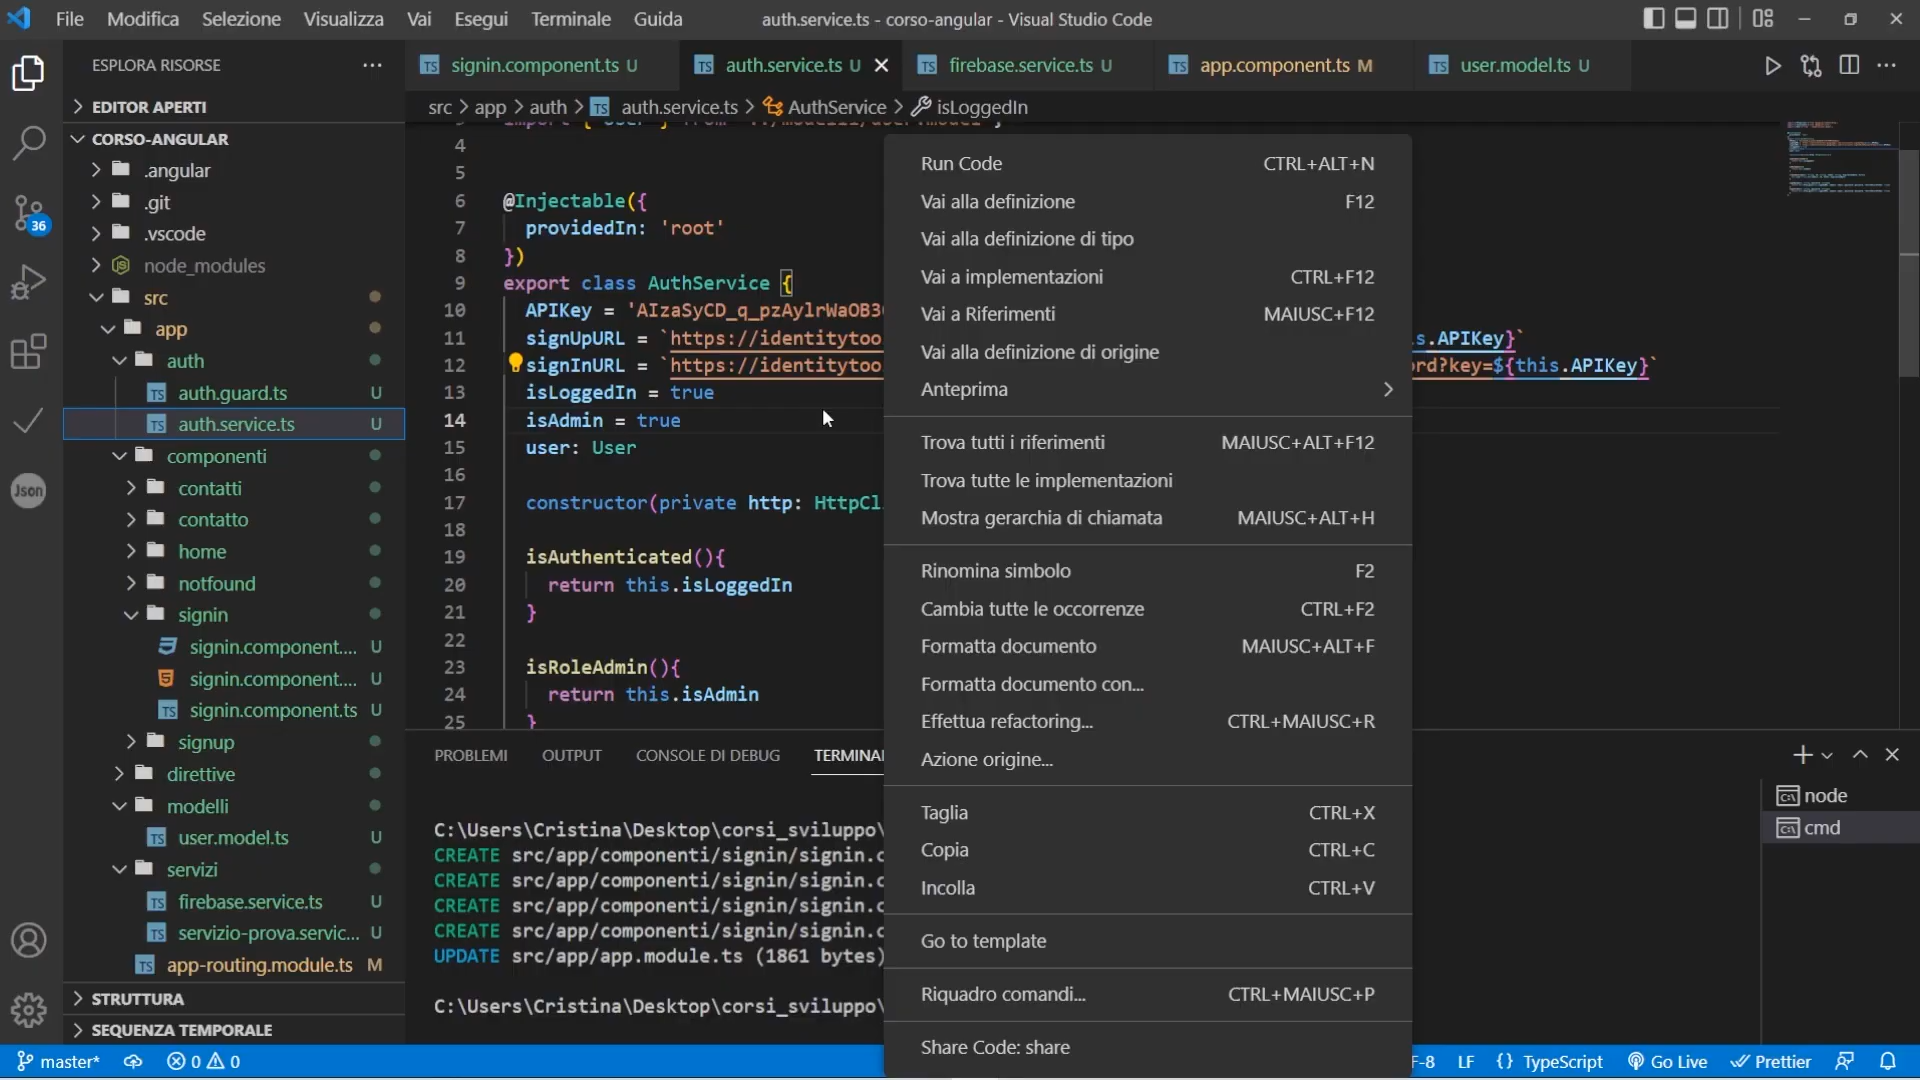 File Modifica Selezione Visualizza Vai Esegui Terminale Guida auth.service.ts - corso-angular - Visual Studio Code
ESPLORA RISORSE
signin.component.ts U auth.service.ts U firebase.service.ts U app.component.ts M user.model.ts U
EDITOR APERTI
src > app > auth > TS auth.service.ts > AuthService > isLoggedIn
CORSO-ANGULAR
.angular
.git
.vscode
node_modules
src
app
auth
auth.guard.ts U
auth.service.ts U
componenti
contatti
contatto
home
notfound
signin
signin.component.... U
signin.component.... U
signin.component.ts U
signup
direttive
modelli
user.model.ts U
servizi
firebase.service.ts U
servizio-prova.servic... U
app-routing.module.ts M
STRUTTURA
SEQUENZA TEMPORALE
36
Json
4
5
6 @Injectable({
7 providedIn: 'root'
8 })
9 export class AuthService {
10 APIKey = 'AIzaSyCD_q_pzAylrWaOB3
11 signUpURL = `https://identitytoo s.APIKey}`
12 signInURL = `https://identitytoo rd?key=${this.APIKey}`
13 isLoggedIn = true
14 isAdmin = true
15 user: User
16
17 constructor(private http: HttpCl
18
19 isAuthenticated(){
20 return this.isLoggedIn
21 }
22
23 isRoleAdmin(){
24 return this.isAdmin
25 }
Run Code CTRL+ALT+N
Vai alla definizione F12
Vai alla definizione di tipo
Vai a implementazioni CTRL+F12
Vai a Riferimenti MAIUSC+F12
Vai alla definizione di origine
Anteprima
Trova tutti i riferimenti MAIUSC+ALT+F12
Trova tutte le implementazioni
Mostra gerarchia di chiamata MAIUSC+ALT+H
Rinomina simbolo F2
Cambia tutte le occorrenze CTRL+F2
Formatta documento MAIUSC+ALT+F
Formatta documento con...
Effettua refactoring... CTRL+MAIUSC+R
Azione origine...
Taglia CTRL+X
Copia CTRL+C
Incolla CTRL+V
Go to template
Riquadro comandi... CTRL+MAIUSC+P
Share Code: share
PROBLEMI OUTPUT CONSOLE DI DEBUG TERMINA
C:\Users\Cristina\Desktop\corsi_sviluppo\
CREATE src/app/componenti/signin/signin.c
CREATE src/app/componenti/signin/signin.c
CREATE src/app/componenti/signin/signin.c
CREATE src/app/componenti/signin/signin.c
UPDATE src/app/app.module.ts (1861 bytes)
C:\Users\Cristina\Desktop\corsi_sviluppo\
node
cmd
master* 0 0 F-8 LF {} TypeScript Go Live Prettier